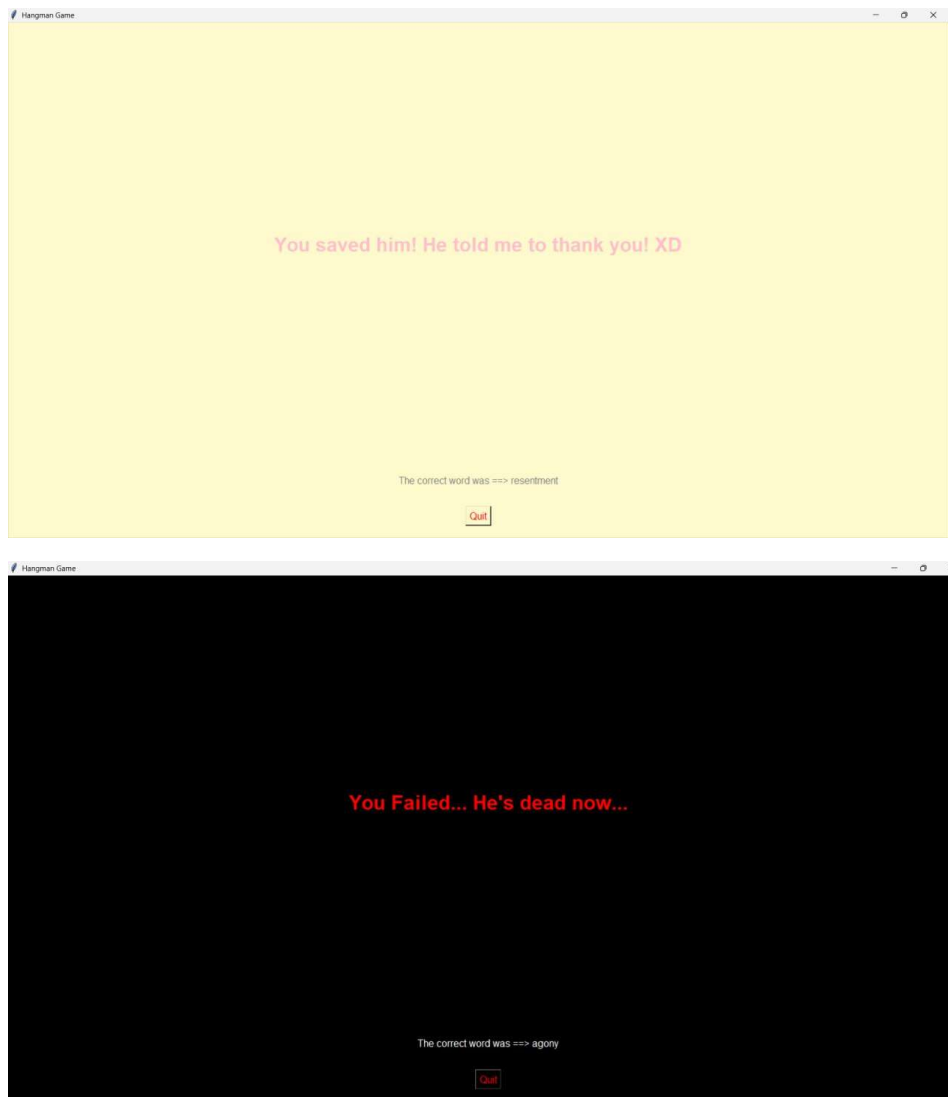 Hangman Game
You saved him! He told me to thank you! XD
The correct word was ==> resentment
Quit
Hangman Game
You Failed... He's dead now...
The correct word was ==> agony
Quit